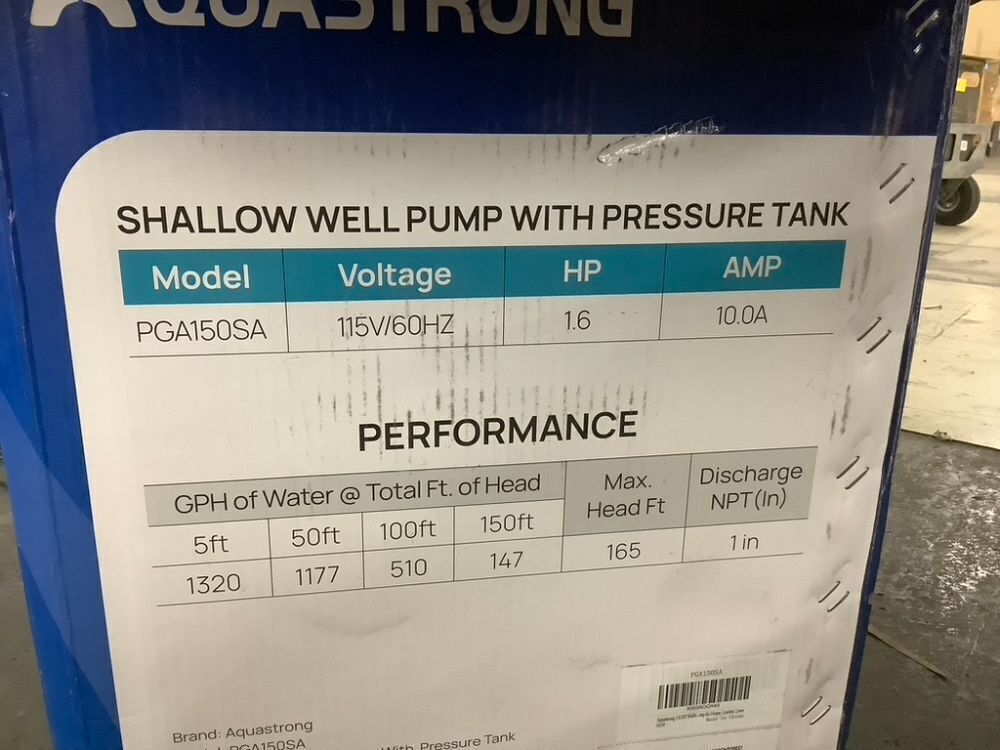 AQUASTRONG
SHALLOW WELL PUMP WITH PRESSURE TANK
Model Voltage HP AMP
PGA150SA 115V/60HZ 1.6 10.0A
PERFORMANCE
GPH of Water @ Total Ft. of Head Max. Head Ft Discharge NPT(In)
5ft 50ft 100ft 150ft
1320 1177 510 147 165 1 in
PGA150SA
Brand: Aquastrong
PGA150SA
With Pressure Tank